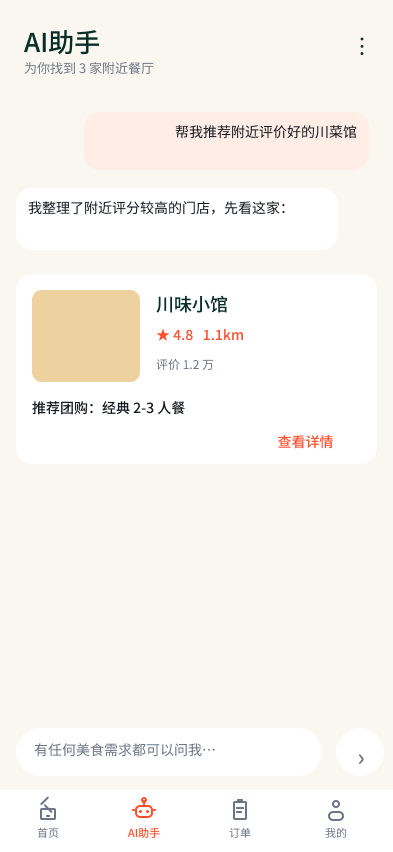 AI助手
为你找到 3 家附近餐厅
帮我推荐附近评价好的川菜馆
我整理了附近评分较高的门店，先看这家：
川味小馆
★ 4.8 1.1km
评价 1.2 万
推荐团购：经典 2-3 人餐
查看详情
有任何美食需求都可以问我…
首页
AI助手
订单
我的